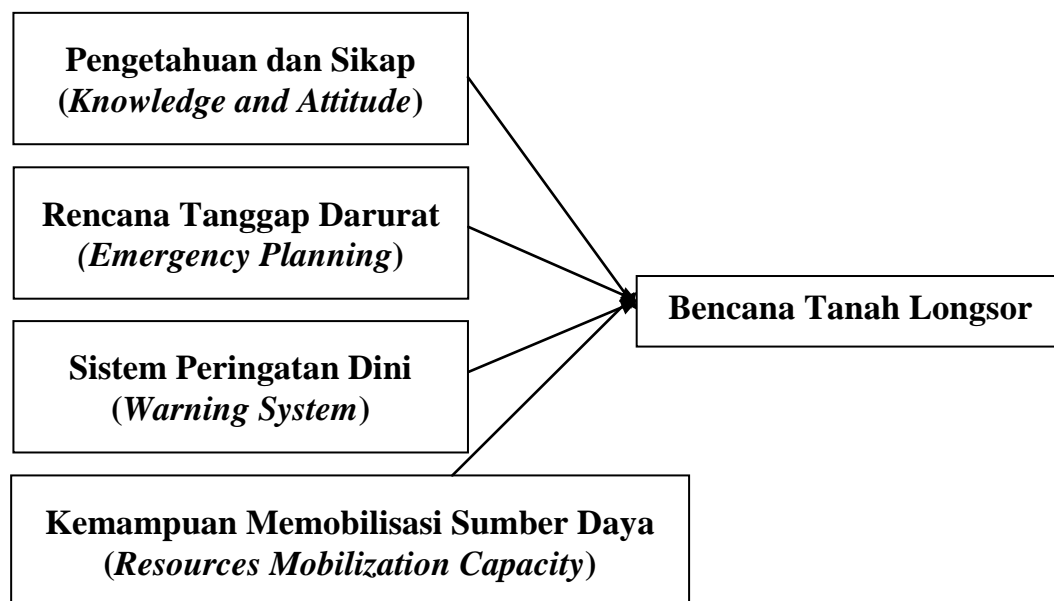 Pengetahuan dan Sikap
(Knowledge and Attitude)
Rencana Tanggap Darurat
(Emergency Planning)
Bencana Tanah Longsor
Sistem Peringatan Dini
(Warning System)
Kemampuan Memobilisasi Sumber Daya
(Resources Mobilization Capacity)